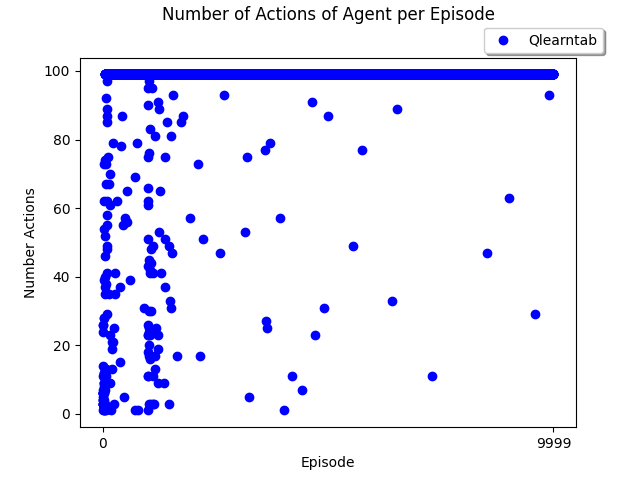 Number of Actions of Agent per Episode
Qlearntab
100
80
60
40
20
0
Number Actions
0
9999
Episode